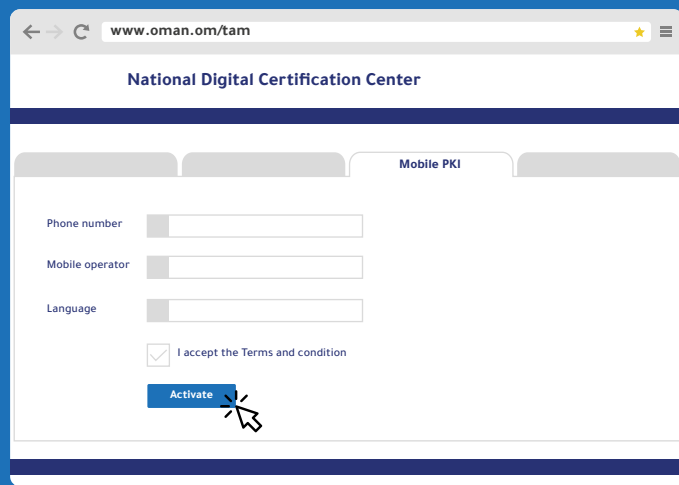 www.oman.om/tam
National Digital Certification Center
Mobile PKI
Phone number
Mobile operator
Language
I accept the Terms and condition
Activate